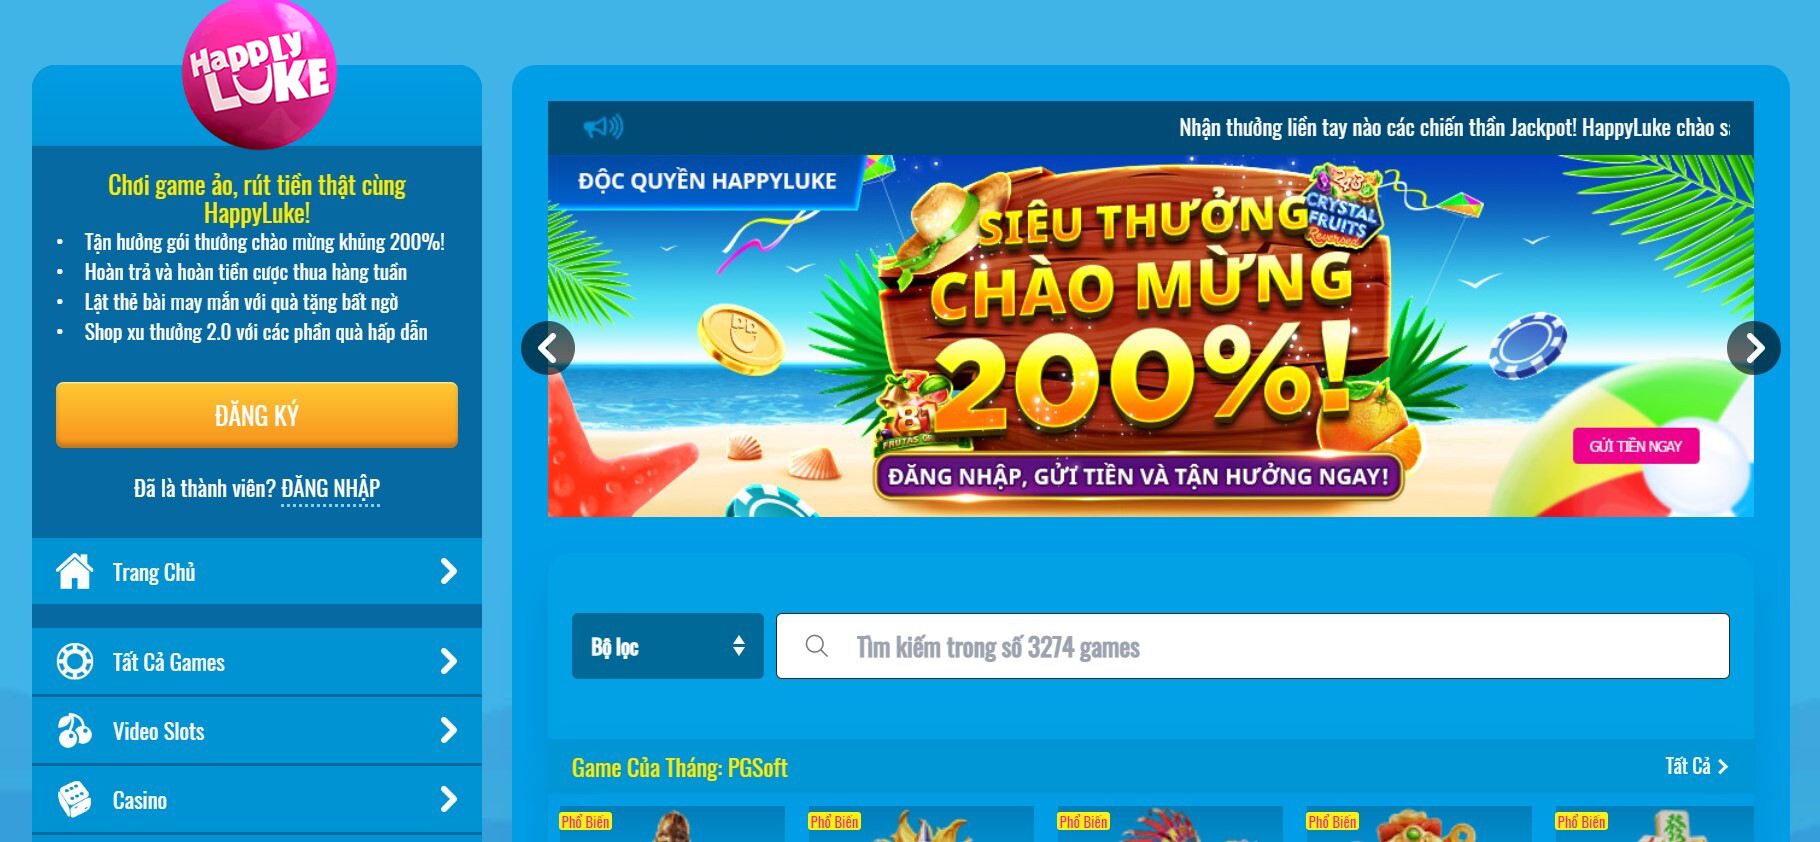 Happy
LUKE
Chơi game ảo, rút tiền thật cùng
HappyLuke!
• Tận hưởng gói thưởng chào mừng khủng 200%!
• Hoàn trả và hoàn tiền cược thua hàng tuần
• Lật thẻ bài may mắn với quà tặng bất ngờ
• Shop xu thưởng 2.0 với các phần quà hấp dẫn
ĐĂNG KÝ
Đã là thành viên? ĐĂNG NHẬP
Trang Chủ
Tất Cả Games
Video Slots
Casino
Nhận thưởng liền tay nào các chiến thần Jackpot! HappyLuke chào
ĐỘC QUYỀN HAPPYLUKE
SIÊU THƯỞNG
243
CRYSTAL
FRUITS
Reversed
CHÀO MỪNG
200%!
81
FRUTAS
GỬI TIỀN NGAY
ĐĂNG NHẬP, GỬI TIỀN VÀ TẬN HƯỞNG NGAY!
Bộ lọc
Tìm kiếm trong số 3274 games
Game Của Tháng: PGSoft
Tất Cả
Phổ Biến
Phổ Biến
Phổ Biến
Phổ Biến
Phổ Biến
發